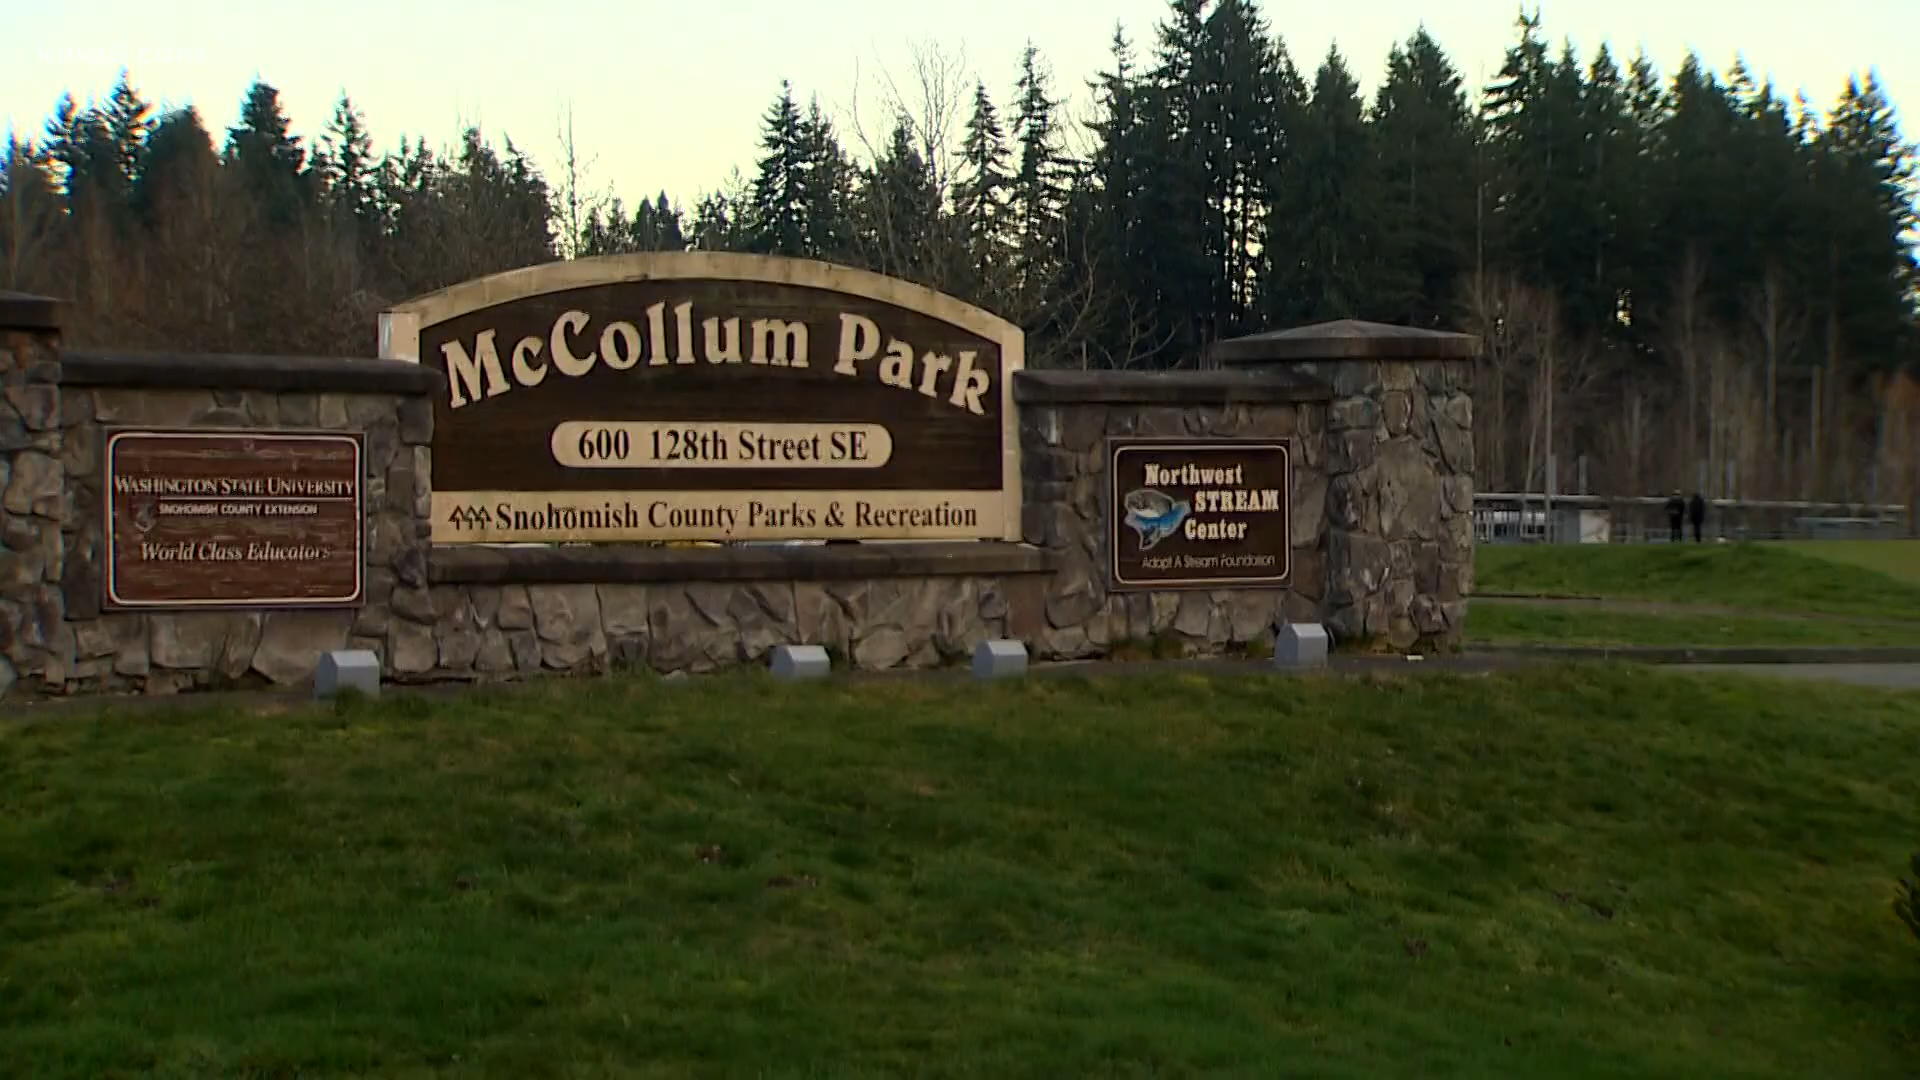 McCollum Park
600 128th Street SE
Snohomish County Parks & Recreation
WASHINGTON STATE UNIVERSITY
SNOHOMISH COUNTY EXTENSION
World Class Educators
Northwest
STREAM
Center
Adopt A Stream Foundation